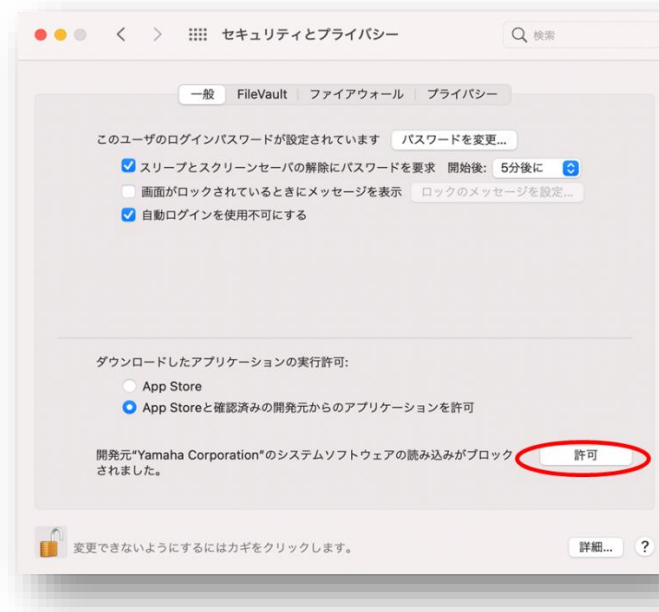 セキュリティとプライバシー
検索
一般 FileVault ファイアウォール プライバシー
このユーザのログインパスワードが設定されています パスワードを変更...
スリープとスクリーンセーバの解除にパスワードを要求 開始後: 5分後に
画面がロックされているときにメッセージを表示 ロックのメッセージを設定...
自動ログインを使用不可にする
ダウンロードしたアプリケーションの実行許可:
App Store
App Storeと確認済みの開発元からのアプリケーションを許可
開発元“Yamaha Corporation”のシステムソフトウェアの読み込みがブロック
されました。
許可
変更できないようにするにはカギをクリックします。
詳細... ?